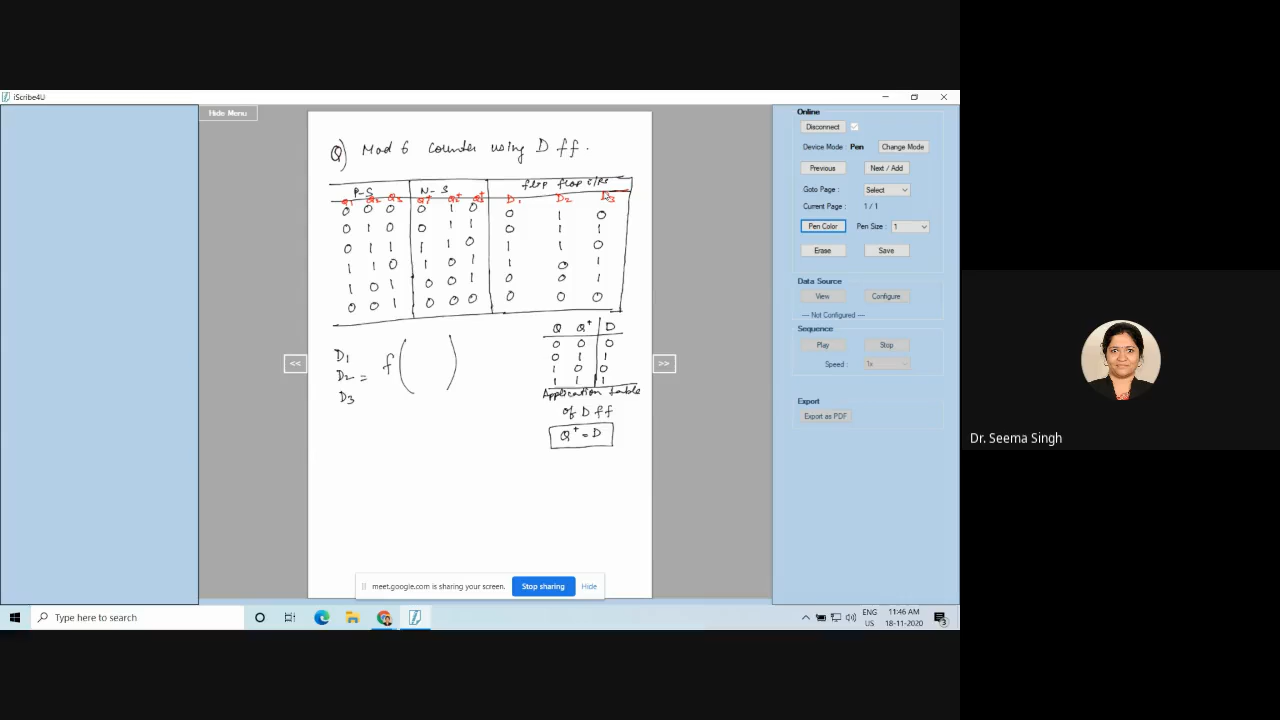 iScribe4U
Hide Menu
Online
Disconnect
Device Mode Pen Change Mode
Previous Next / Add
Goto Page : Select
Current Page : 1 / 1
Pen Color Pen Size : 1
Erase Save
Data Source
View Configure
--- Not Configured ---
Sequence
Play Stop
Speed : 1x
Export
Export as PDF
Q) Mod 6 counter using D ff.
P-S N-S flop flop
Q1 Q2 Q3 Q1+ Q2+ Q3+ D1 D2 D3
0 0 0 0 1 0 0 1 0
0 1 0 0 1 1 0 1 1
0 1 1 1 1 0 1 1 0
1 1 0 1 0 1 1 0 1
1 0 1 0 0 1 0 0 1
0 0 1 0 0 0 0 0 0
Q Q+ D
0 0 0
0 1 1
1 0 0
1 1 1
Application table
of D ff
Q+ = D
D1
D2 = f ( )
D3
<<
>>
meet.google.com is sharing your screen. Stop sharing Hide
Type here to search
ENG
US
11:46 AM
18-11-2020
3
Dr. Seema Singh